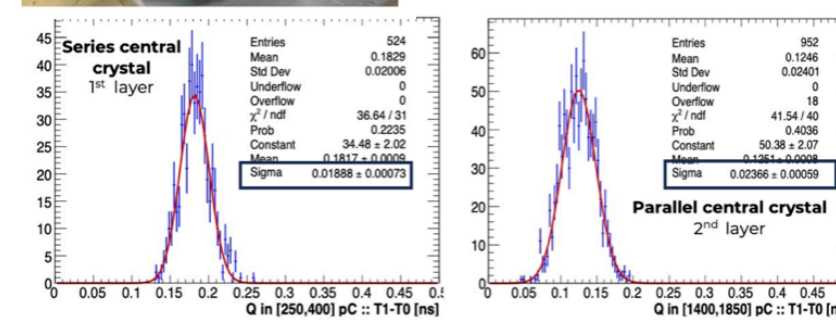 Series central
crystal
1st layer
Entries 524
Mean 0.1829
Std Dev 0.02006
Underflow 0
Overflow 0
χ² / ndf 36.64 / 31
Prob 0.2235
Constant 34.48 ± 2.02
Mean 0.1817 ± 0.0009
Sigma 0.01888 ± 0.00073
45
40
35
30
25
20
15
10
5
0
0 0.05 0.1 0.15 0.2 0.25 0.3 0.35 0.4 0.45
Q in [250,400] pC :: T1-T0 [ns]
Entries 952
Mean 0.1246
Std Dev 0.02401
Underflow 0
Overflow 18
χ² / ndf 41.54 / 40
Prob 0.4036
Constant 50.38 ± 2.07
Mean 0.1251 ± 0.0008
Sigma 0.02366 ± 0.00059
Parallel central crystal
2nd layer
60
50
40
30
20
10
0
0 0.05 0.1 0.15 0.2 0.25 0.3 0.35 0.4 0.45
Q in [1400,1850] pC :: T1-T0 [n